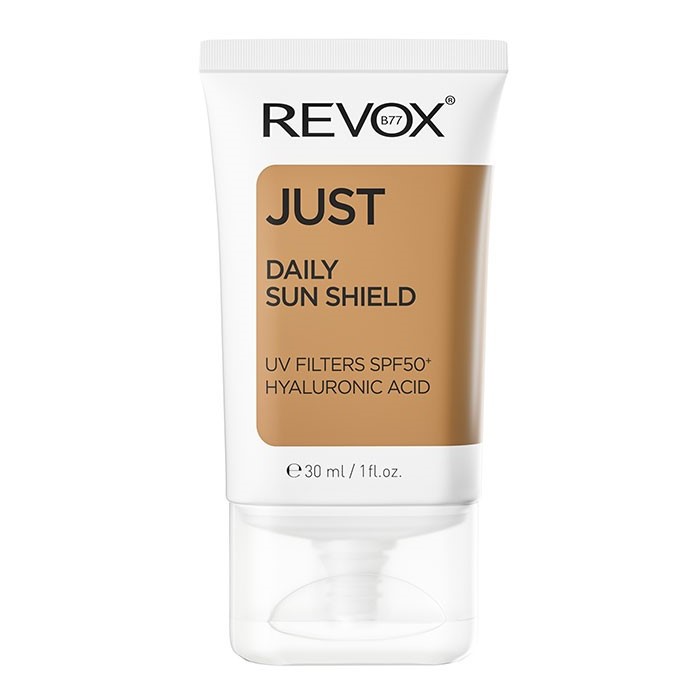 REVOX B77®
JUST
DAILY
SUN SHIELD
UV FILTERS SPF50+
HYALURONIC ACID
℮30 ml / 1fl.oz.